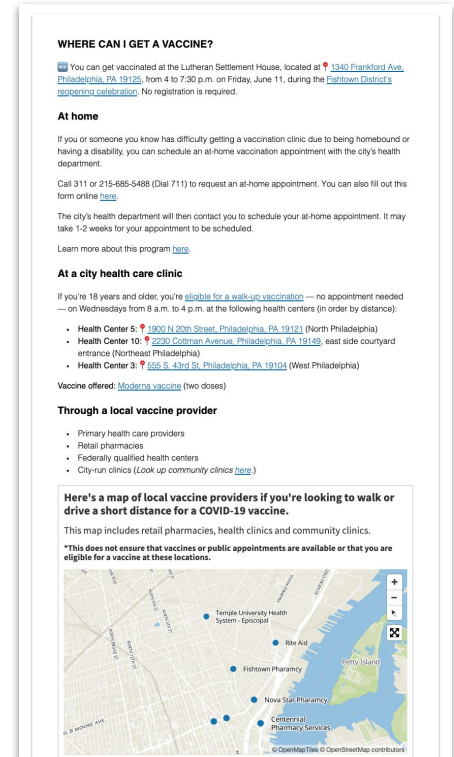 WHERE CAN I GET A VACCINE?
🆕 You can get vaccinated at the Lutheran Settlement House, located at 📍 1340 Frankford Ave,
Philadelphia, PA 19125, from 4 to 7:30 p.m. on Friday, June 11, during the Fishtown District's
reopening celebration. No registration is required.
At home
If you or someone you know has difficulty getting a vaccination clinic due to being homebound or
having a disability, you can schedule an at-home vaccination appointment with the city's health
department.
Call 311 or 215-685-5488 (Dial 711) to request an at-home appointment. You can also fill out this
form online here.
The city's health department will then contact you to schedule your at-home appointment. It may
take 1-2 weeks for your appointment to be scheduled.
Learn more about this program here.
At a city health care clinic
If you're 18 years and older, you're eligible for a walk-up vaccination — no appointment needed
— on Wednesdays from 8 a.m. to 4 p.m. at the following health centers (in order by distance):
• Health Center 5: 📍 1900 N 20th Street, Philadelphia, PA 19121 (North Philadelphia)
• Health Center 10: 📍 2230 Cottman Avenue, Philadelphia, PA 19149, east side courtyard
entrance (Northeast Philadelphia)
• Health Center 3: 📍 555 S. 43rd St, Philadelphia, PA 19104 (West Philadelphia)
Vaccine offered: Moderna vaccine (two doses)
Through a local vaccine provider
• Primary health care providers
• Retail pharmacies
• Federally qualified health centers
• City-run clinics (Look up community clinics here.)
Here's a map of local vaccine providers if you're looking to walk or
drive a short distance for a COVID-19 vaccine.
This map includes retail pharmacies, health clinics and community clinics.
*This does not ensure that vaccines or public appointments are available or that you are
eligible for a vaccine at these locations.
Temple University Health
System - Episcopal
Rite Aid
Petty Island
Fishtown Pharamcy
Nova Star Pharamcy
Centennial
Pharmacy Services
B MOORE AVE
© OpenMapTiles © OpenStreetMap contributors